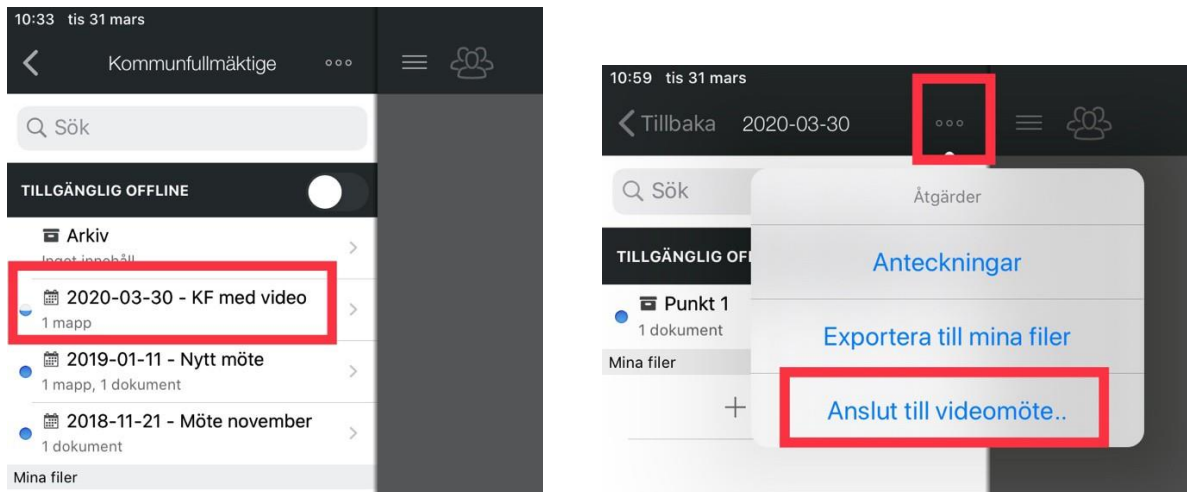 10:33 tis 31 mars
Kommunfullmäktige
Sök
TILLGÄNGLIG OFFLINE
Arkiv
Inget innehåll
2020-03-30 - KF med video
1 mapp
2019-01-11 - Nytt möte
1 mapp, 1 dokument
2018-11-21 - Möte november
1 dokument
Mina filer
10:59 tis 31 mars
Tillbaka 2020-03-30
Sök
Åtgärder
TILLGÄNGLIG OF
Anteckningar
Punkt 1
1 dokument
Exportera till mina filer
Mina filer
Anslut till videomöte..